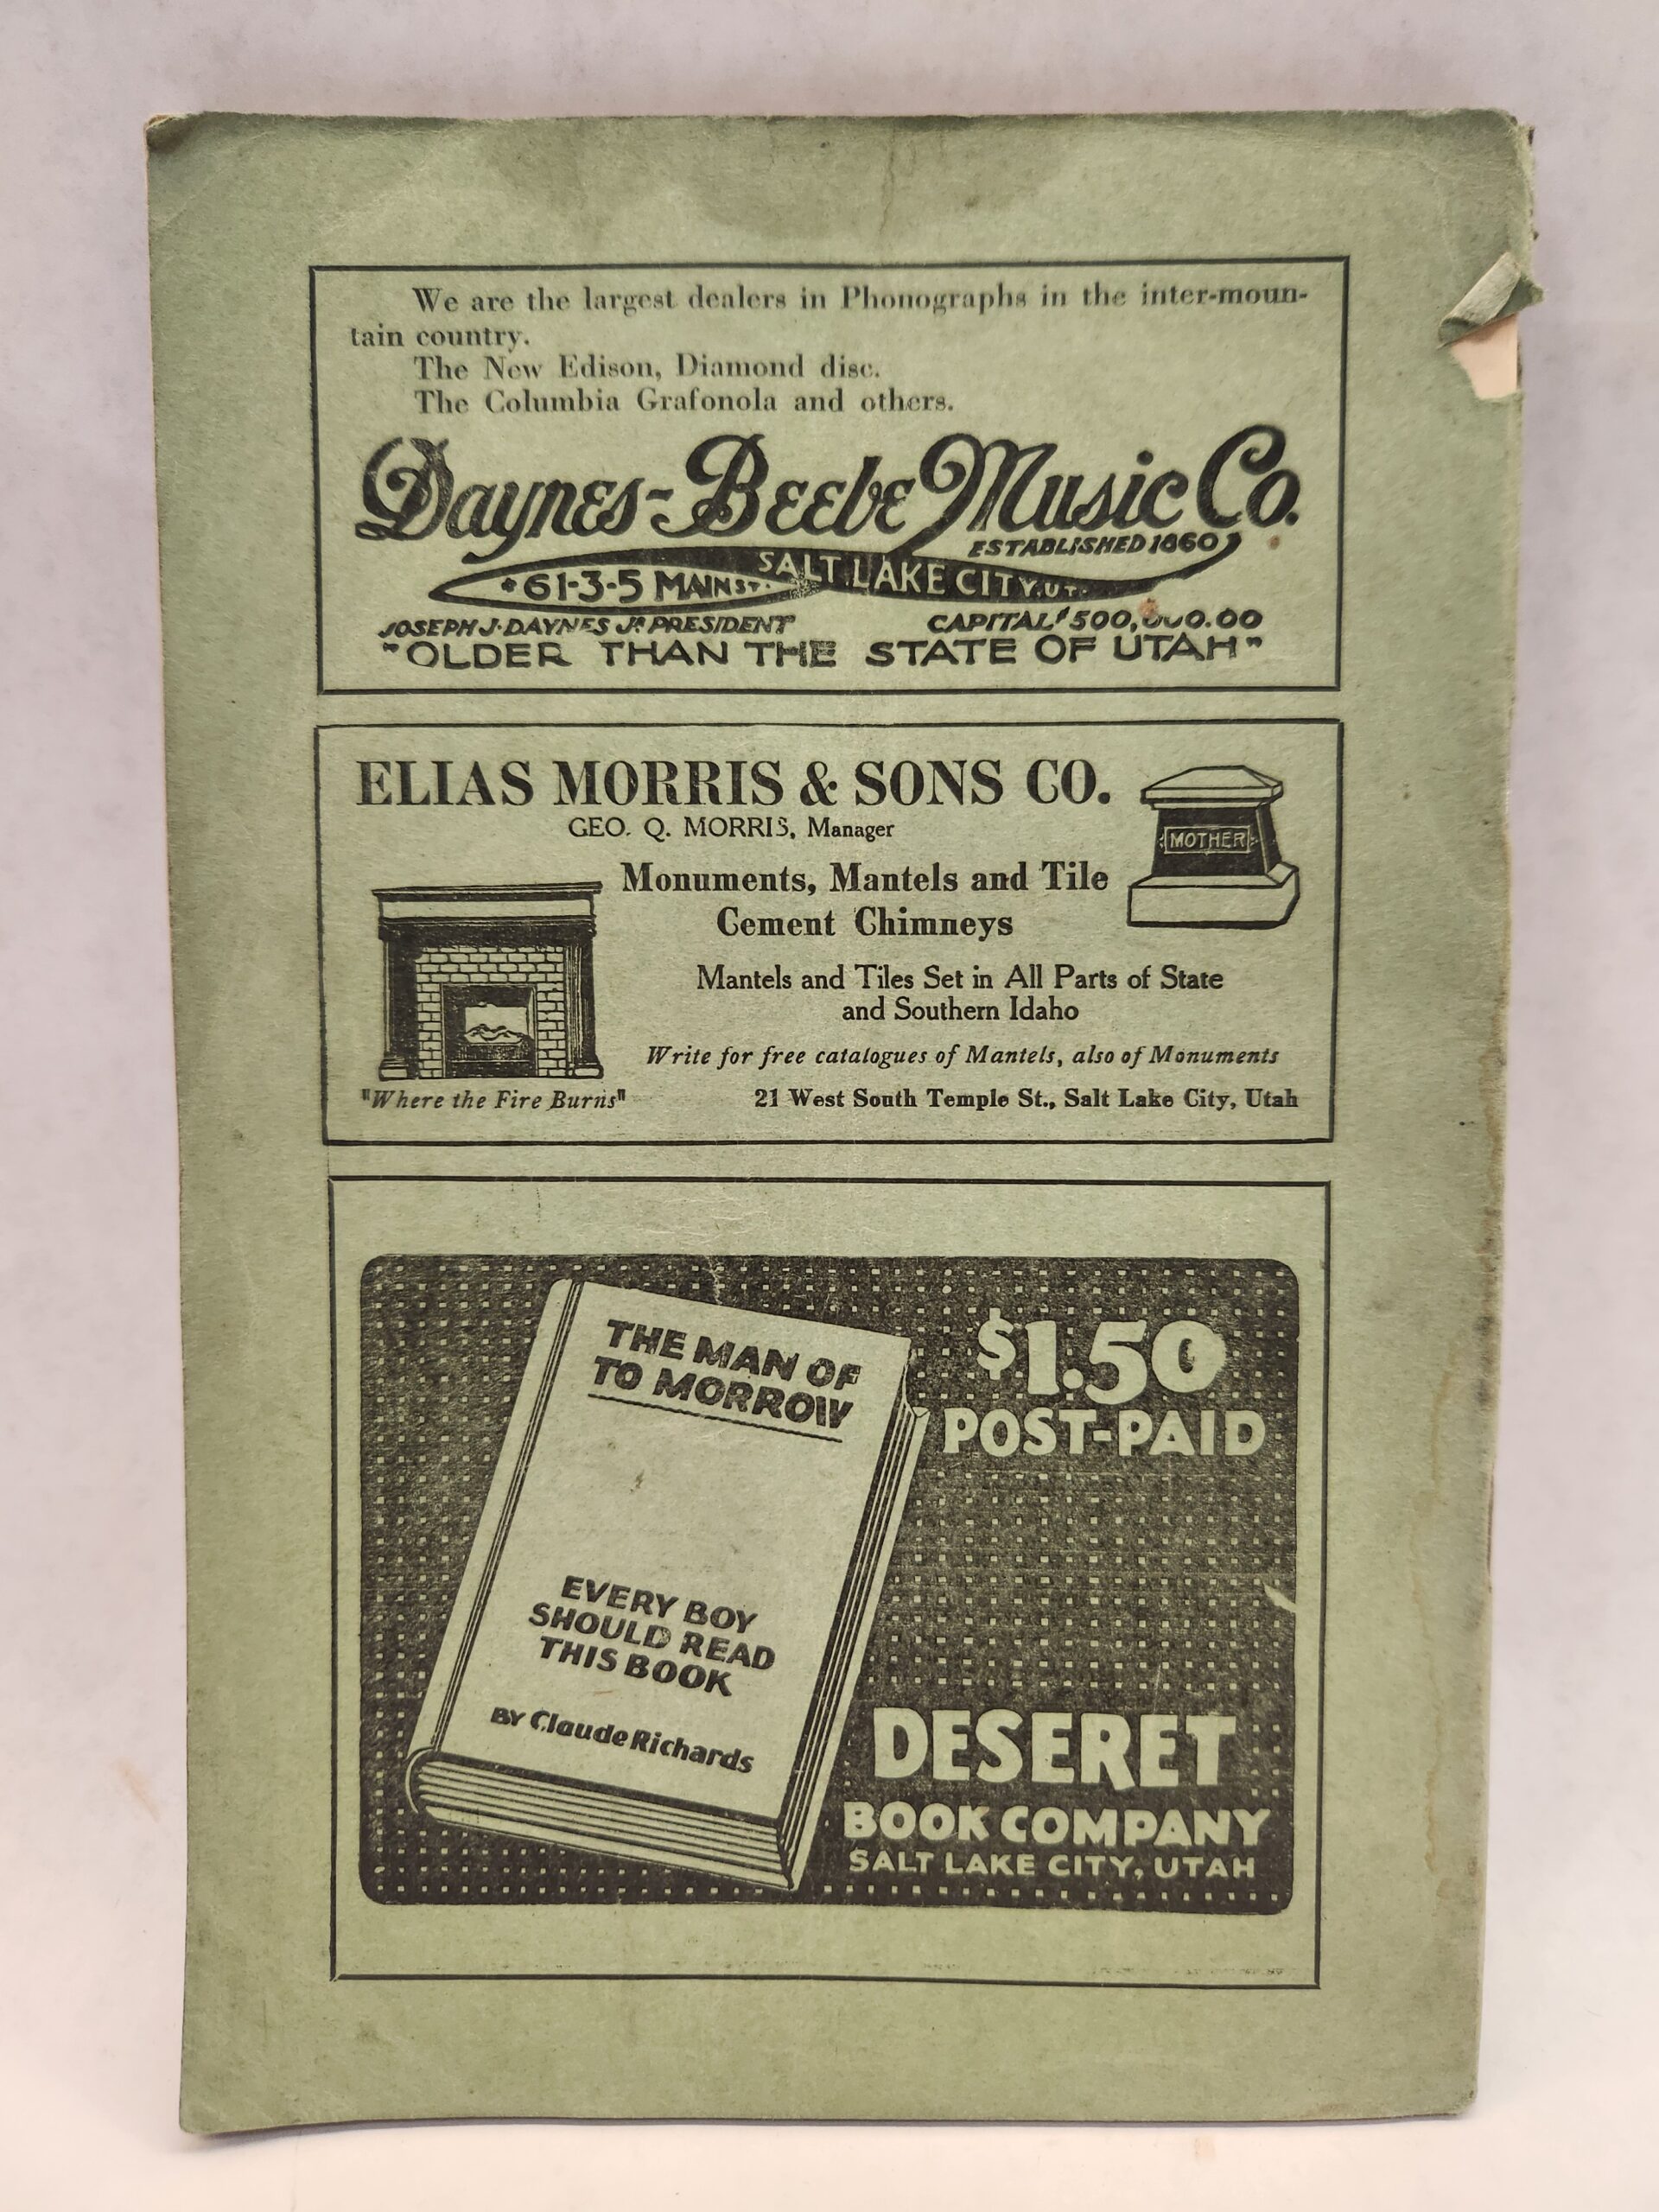 We are the largest dealers in Phonographs in the inter-moun-
tain country.
The New Edison, Diamond disc.
The Columbia Grafonola and others.
Daynes-Beebe Music Co.
ESTABLISHED 1860
61-3-5 MAIN ST. SALT LAKE CITY, UT.
JOSEPH J. DAYNES JR. PRESIDENT CAPITAL $500,000.00
"OLDER THAN THE STATE OF UTAH"
ELIAS MORRIS & SONS CO.
GEO. Q. MORRIS, Manager
MOTHER
Monuments, Mantels and Tile
Cement Chimneys
Mantels and Tiles Set in All Parts of State
and Southern Idaho
Write for free catalogues of Mantels, also of Monuments
"Where the Fire Burns" 21 West South Temple St., Salt Lake City, Utah
THE MAN OF
TO MORROW
$1.50
POST-PAID
EVERY BOY
SHOULD READ
THIS BOOK
BY Claude Richards
DESERET
BOOK COMPANY
SALT LAKE CITY, UTAH